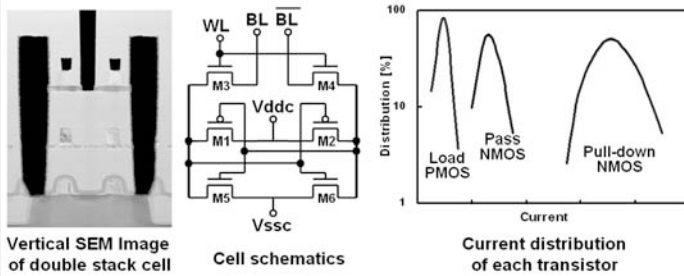 Vertical SEM Image
of double stack cell
WL
BL
BL
M3
M4
Vddc
M1
M2
M5
M6
Vssc
Cell schematics
Distribution [%]
100
10
1
Load
PMOS
Pass
NMOS
Pull-down
NMOS
Current
Current distribution
of each transistor